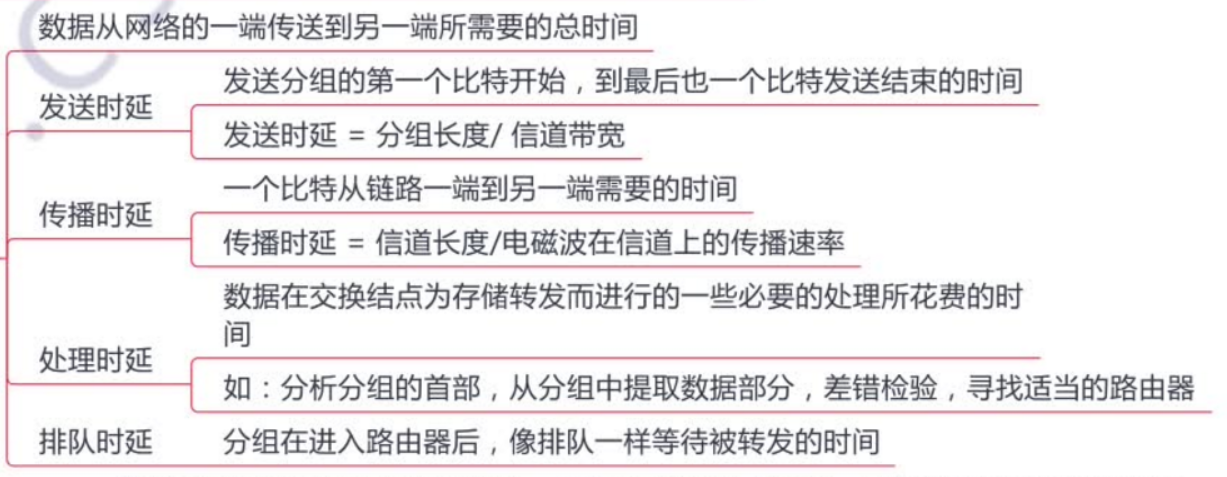 数据从网络的一端传送到另一端所需要的总时间
发送时延
发送分组的第一个比特开始，到最后也一个比特发送结束的时间
发送时延 = 分组长度/ 信道带宽
传播时延
一个比特从链路一端到另一端需要的时间
传播时延 = 信道长度/电磁波在信道上的传播速率
处理时延
数据在交换结点为存储转发而进行的一些必要的处理所花费的时
间
如：分析分组的首部，从分组中提取数据部分，差错检验，寻找适当的路由器
排队时延
分组在进入路由器后，像排队一样等待被转发的时间